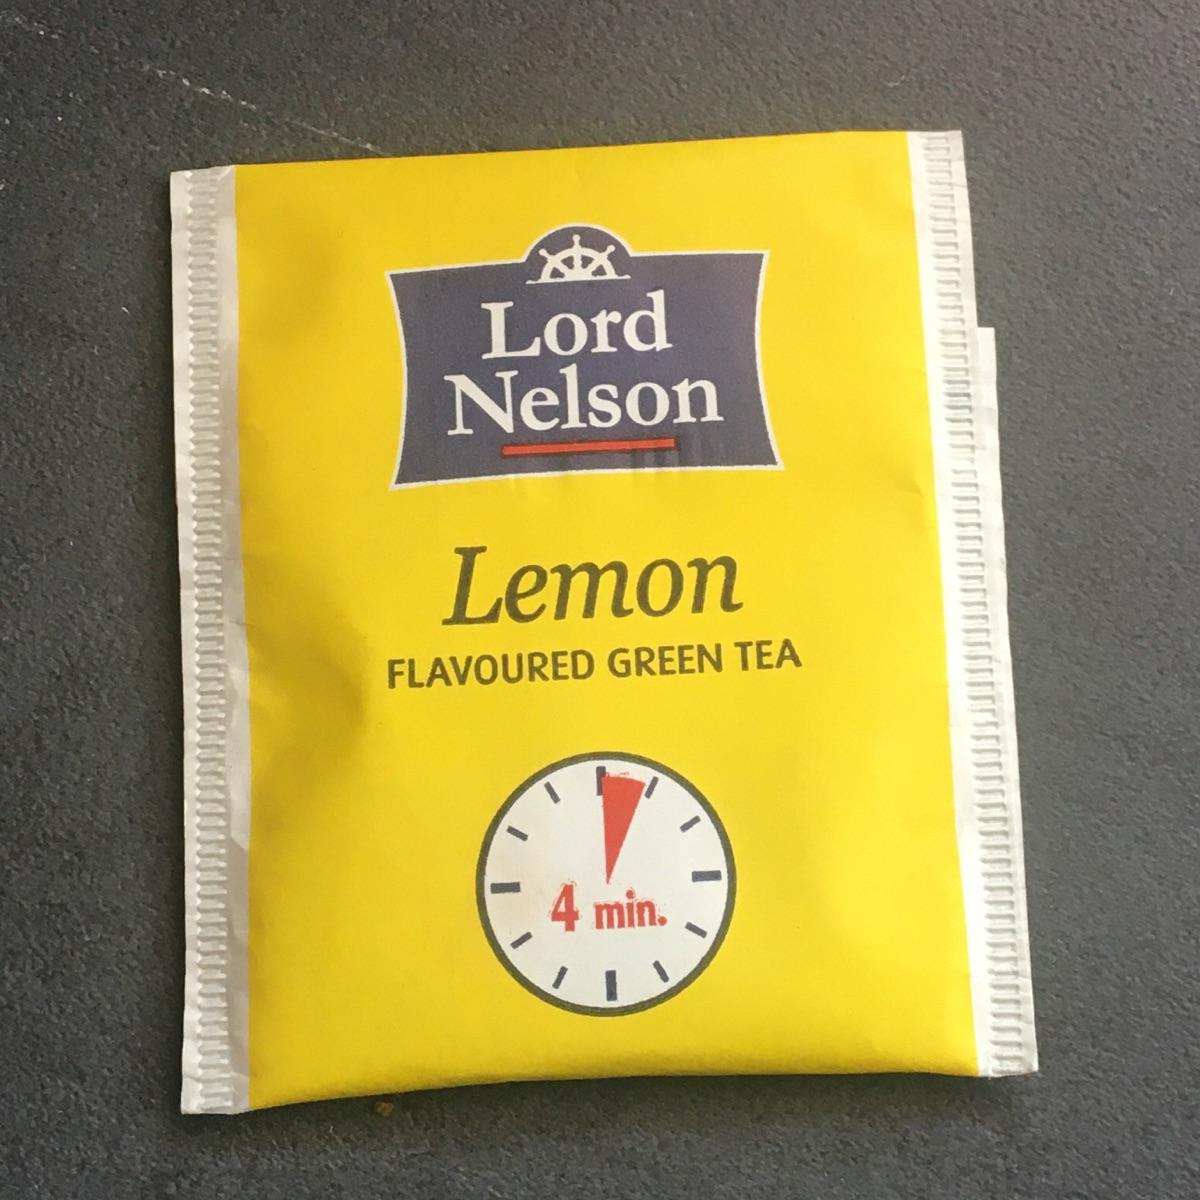 Lord
Nelson
Lemon
FLAVOURED GREEN TEA
4 min.